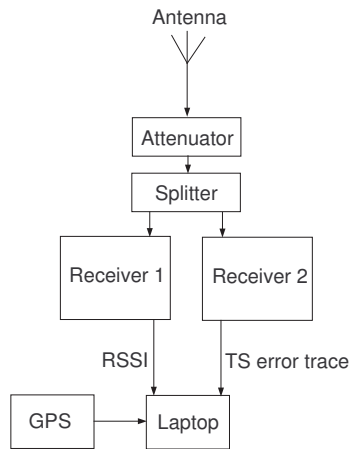 Antenna
Attenuator
Splitter
Receiver 1
Receiver 2
RSSI
TS error trace
GPS
Laptop